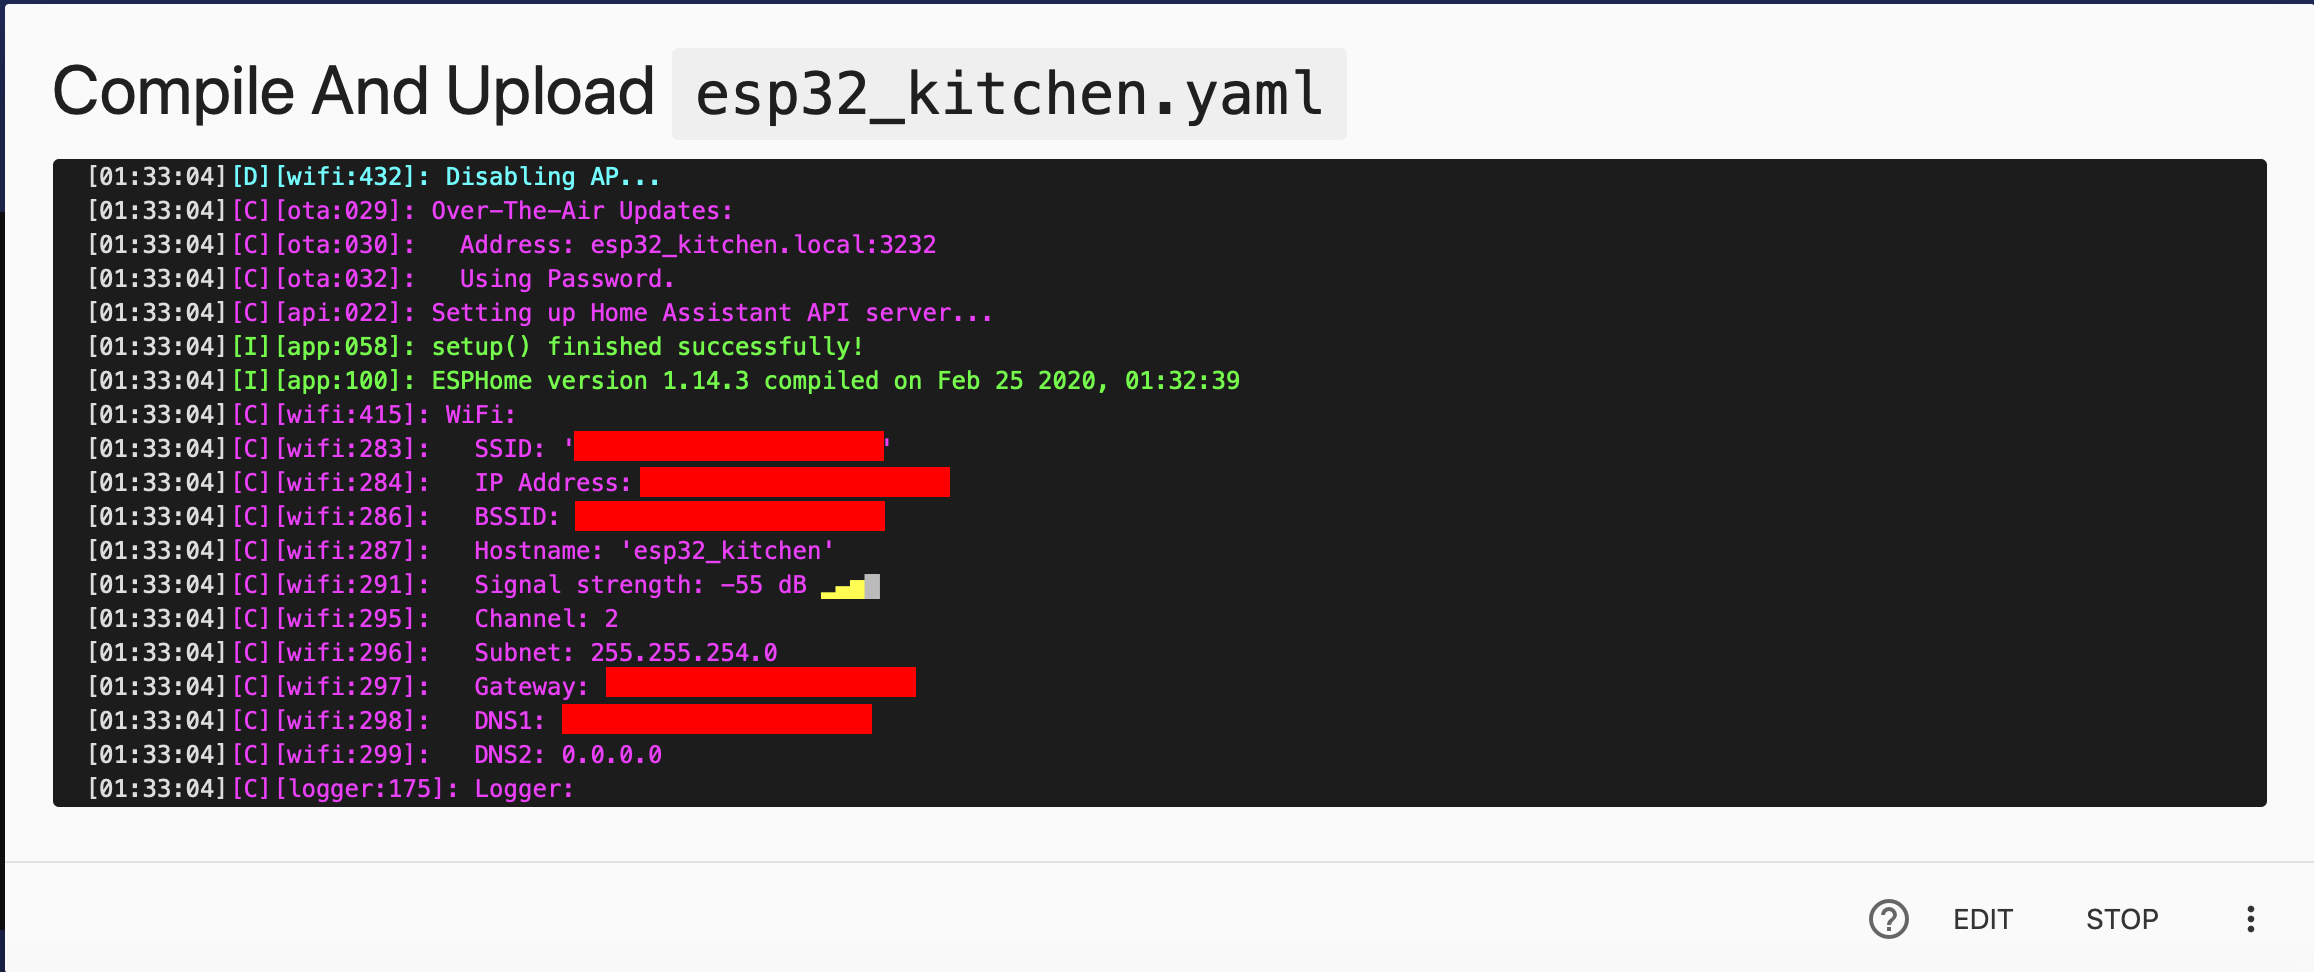 Compile And Upload esp32_kitchen.yaml
[01:33:04][D][wifi:432]: Disabling AP...
[01:33:04][C][ota:029]: Over-The-Air Updates:
[01:33:04][C][ota:030]:   Address: esp32_kitchen.local:3232
[01:33:04][C][ota:032]:   Using Password.
[01:33:04][C][api:022]: Setting up Home Assistant API server...
[01:33:04][I][app:058]: setup() finished successfully!
[01:33:04][I][app:100]: ESPHome version 1.14.3 compiled on Feb 25 2020, 01:32:39
[01:33:04][C][wifi:415]: WiFi:
[01:33:04][C][wifi:283]:   SSID: ''
[01:33:04][C][wifi:284]:   IP Address:
[01:33:04][C][wifi:286]:   BSSID:
[01:33:04][C][wifi:287]:   Hostname: 'esp32_kitchen'
[01:33:04][C][wifi:291]:   Signal strength: -55 dB
[01:33:04][C][wifi:295]:   Channel: 2
[01:33:04][C][wifi:296]:   Subnet: 255.255.254.0
[01:33:04][C][wifi:297]:   Gateway:
[01:33:04][C][wifi:298]:   DNS1:
[01:33:04][C][wifi:299]:   DNS2: 0.0.0.0
[01:33:04][C][logger:175]: Logger:
? EDIT STOP